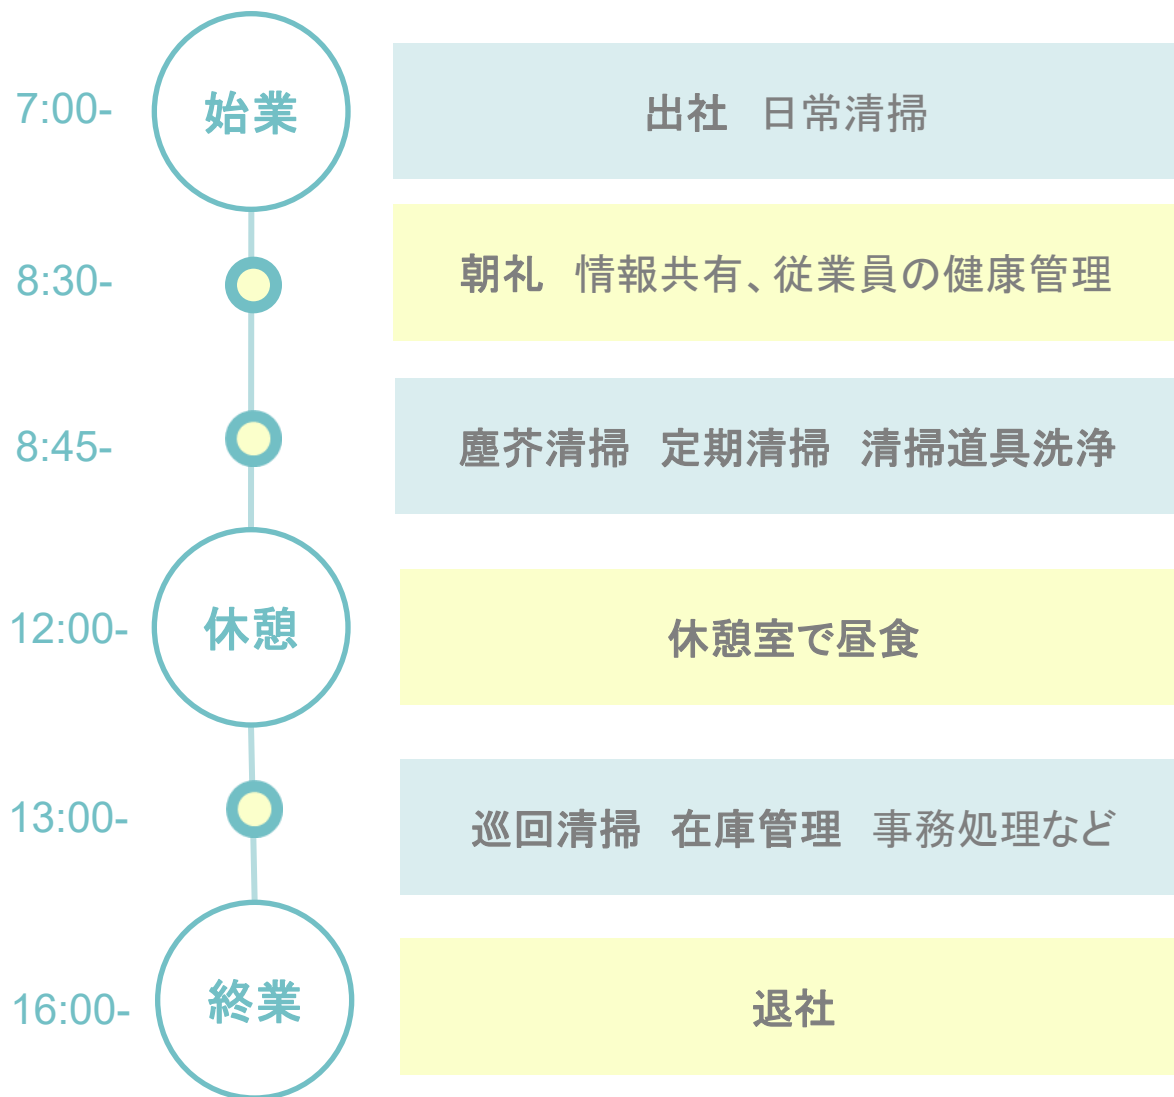 7:00-
始業
出社　日常清掃
8:30-
朝礼　情報共有、従業員の健康管理
8:45-
塵芥清掃　定期清掃　清掃道具洗浄
12:00-
休憩
休憩室で昼食
13:00-
巡回清掃　在庫管理　事務処理など
16:00-
終業
退社